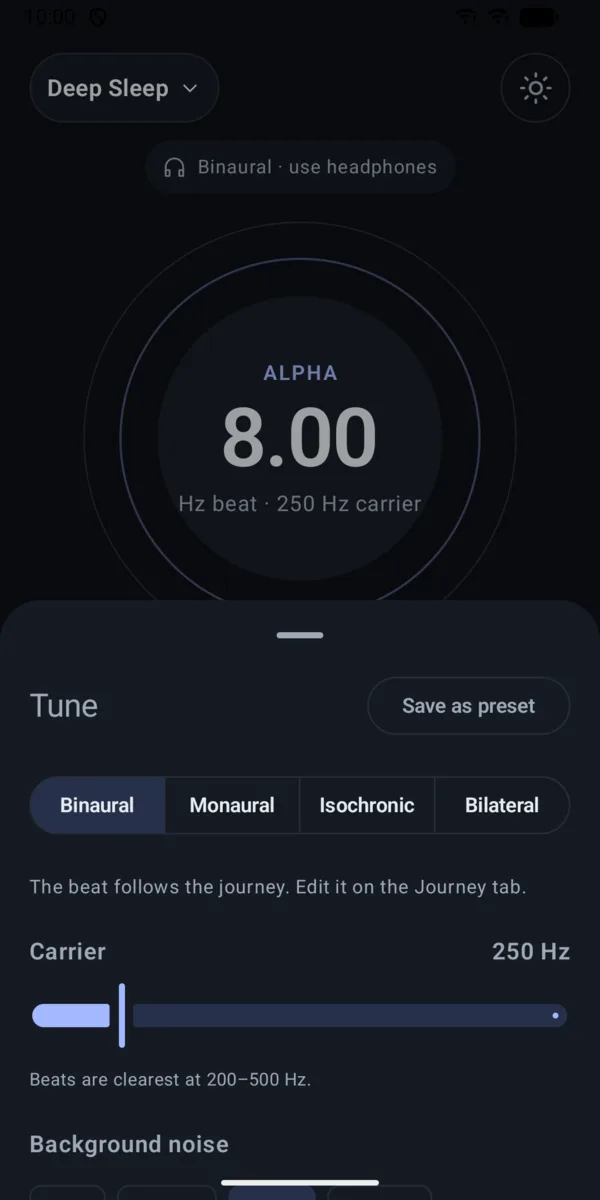 10:00
Deep Sleep
Binaural · use headphones
ALPHA
8.00
Hz beat · 250 Hz carrier
Tune
Save as preset
Binaural Monaural Isochronic Bilateral
The beat follows the journey. Edit it on the Journey tab.
Carrier 250 Hz
Beats are clearest at 200–500 Hz.
Background noise